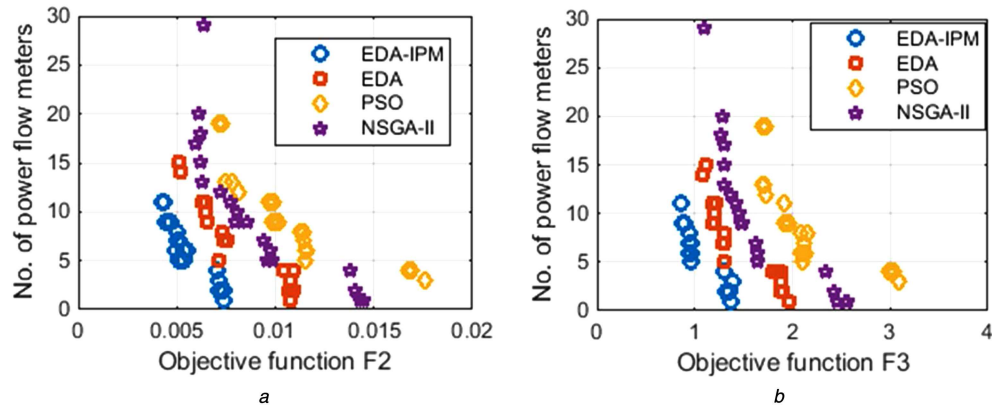 No. of power flow meters
30
25
20
15
10
5
0
EDA-IPM
EDA
PSO
NSGA-II
0
0.005
0.01
0.015
0.02
Objective function F2
a
No. of power flow meters
30
25
20
15
10
5
0
EDA-IPM
EDA
PSO
NSGA-II
0
1
2
3
4
Objective function F3
b